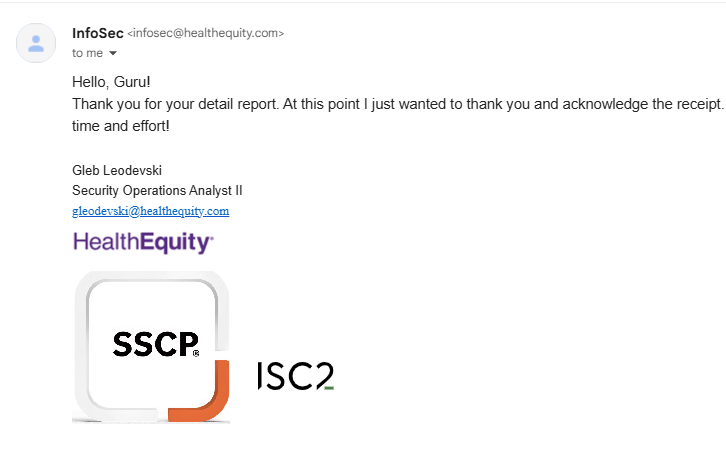 InfoSec <infosec@healthequity.com>
to me
Hello, Guru!
Thank you for your detail report. At this point I just wanted to thank you and acknowledge the receipt.
time and effort!
Gleb Leodevski
Security Operations Analyst II
gleodevski@healthequity.com
HealthEquity
SSCP®
ISC2